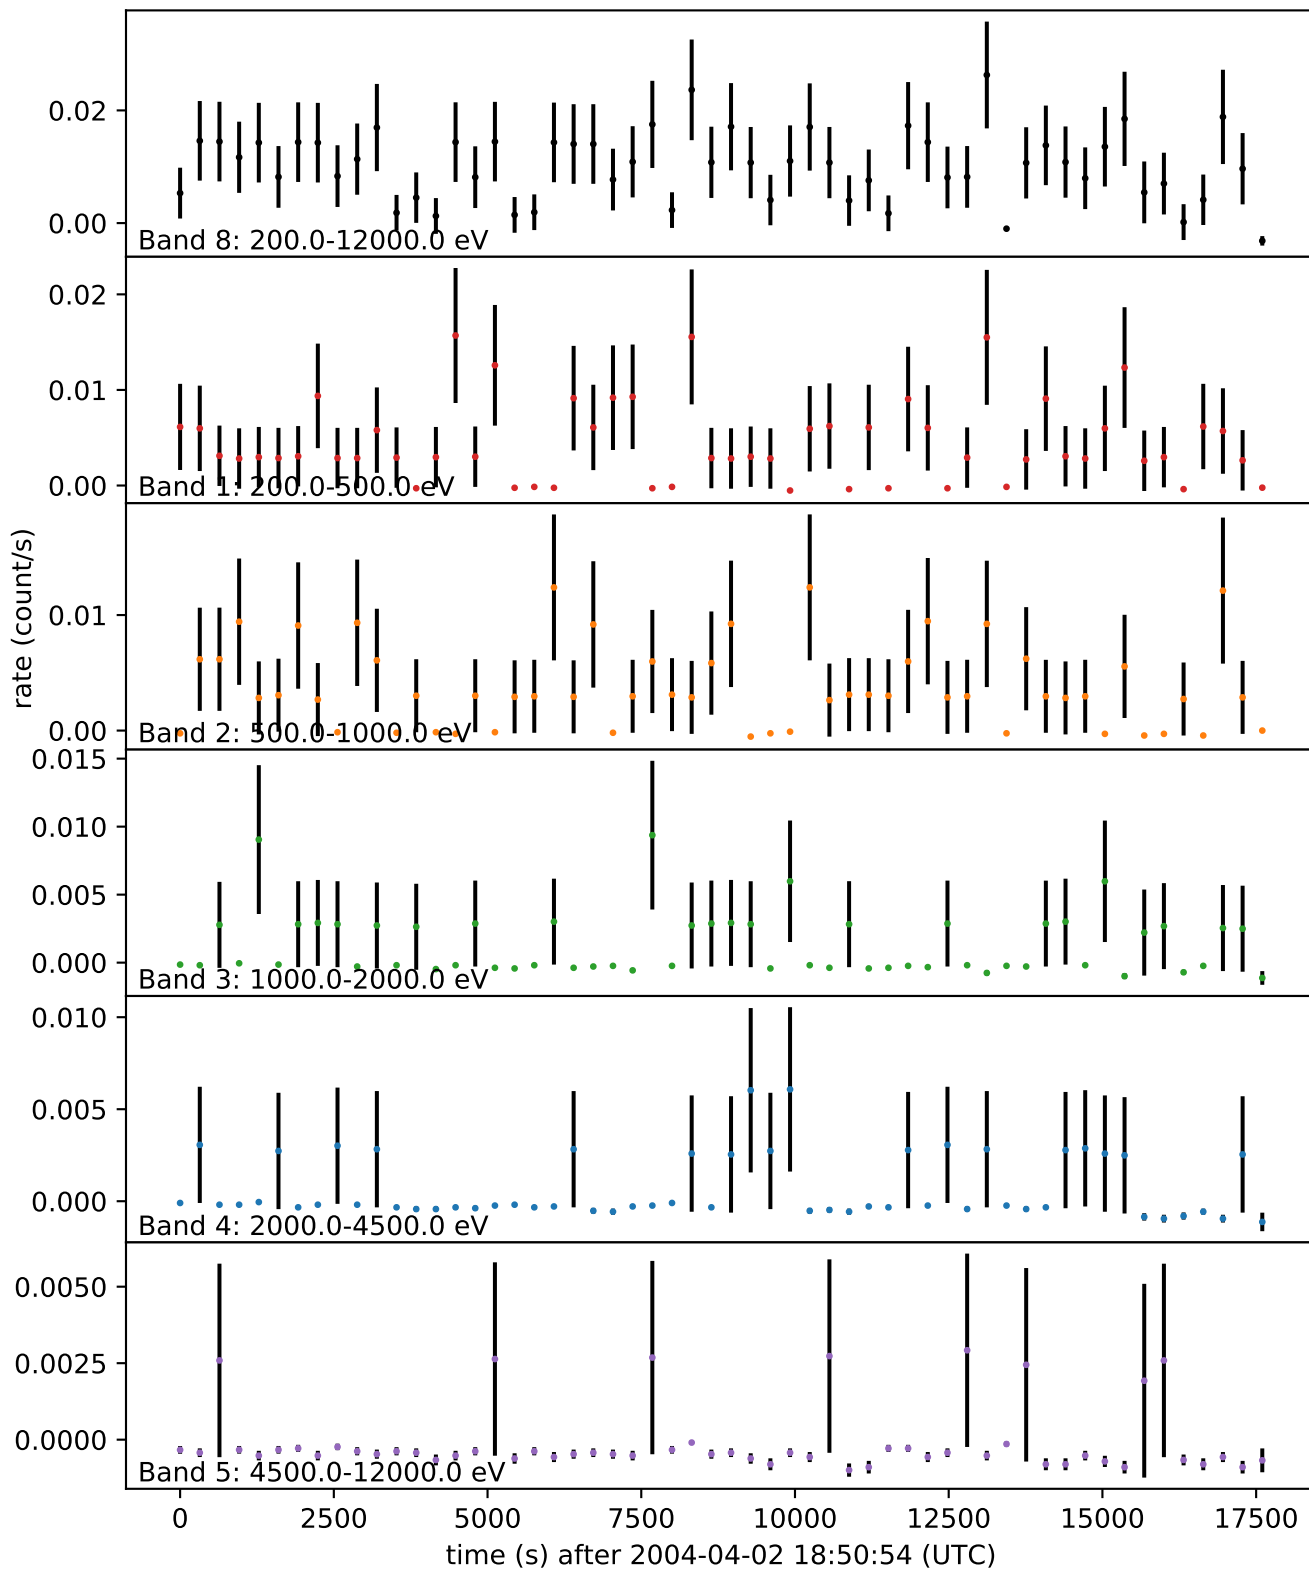 0.02
0.00
Band 8: 200.0-12000.0 eV
0.02
0.01
0.00
Band 1: 200.0-500.0 eV
rate (count/s)
0.01
0.00
Band 2: 500.0-1000.0 eV
0.015
0.010
0.005
0.000
Band 3: 1000.0-2000.0 eV
0.010
0.005
0.000
Band 4: 2000.0-4500.0 eV
0.0050
0.0025
0.0000
Band 5: 4500.0-12000.0 eV
0 2500 5000 7500 10000 12500 15000 17500
time (s) after 2004-04-02 18:50:54 (UTC)